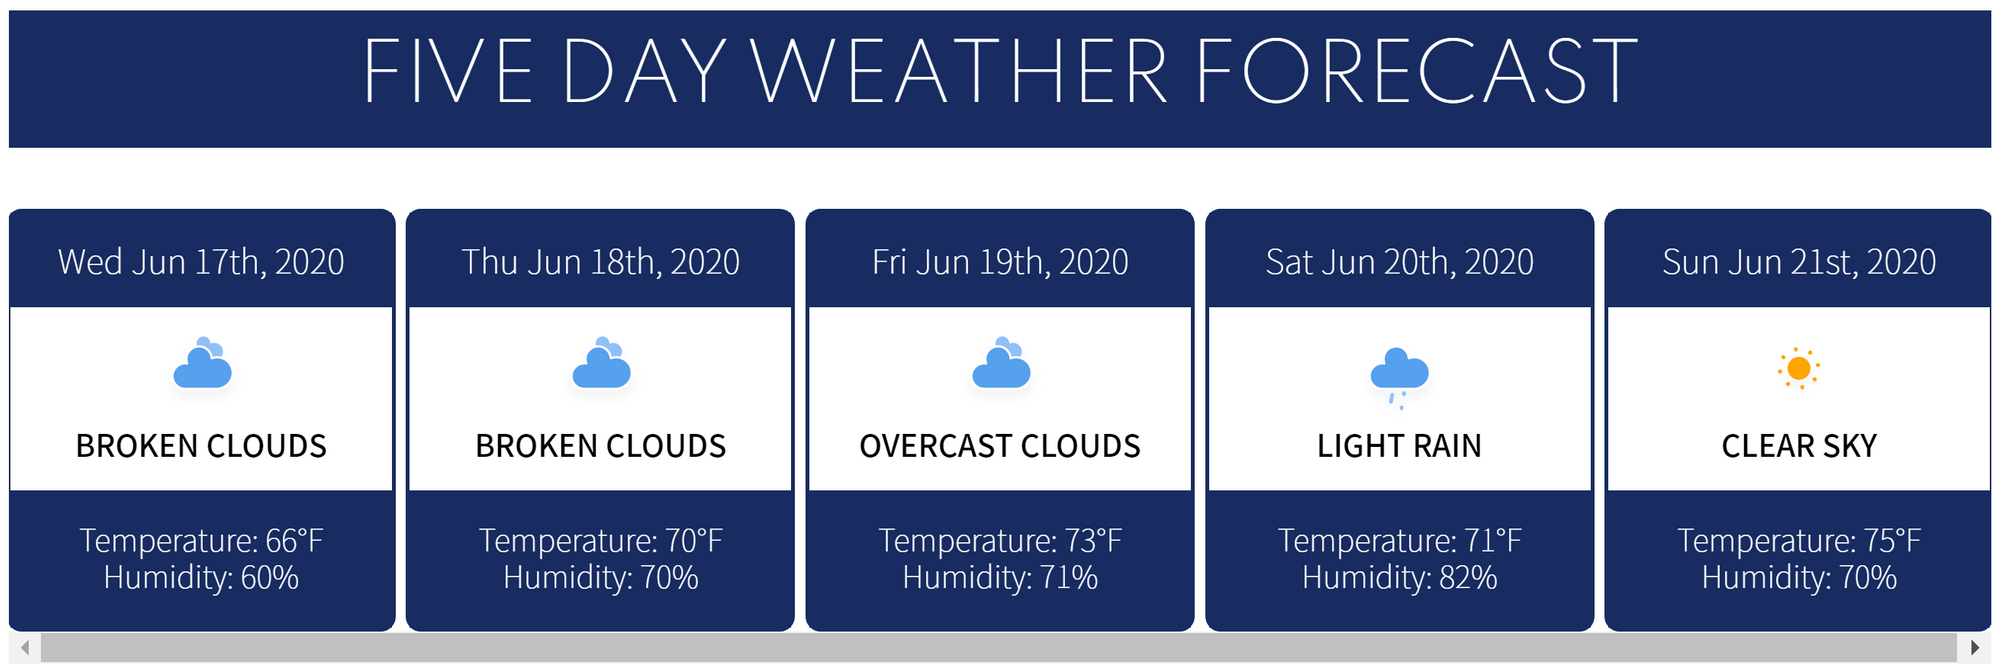 FIVE DAY WEATHER FORECAST
Wed Jun 17th, 2020
BROKEN CLOUDS
Temperature: 66°F
Humidity: 60%
Thu Jun 18th, 2020
BROKEN CLOUDS
Temperature: 70°F
Humidity: 70%
Fri Jun 19th, 2020
OVERCAST CLOUDS
Temperature: 73°F
Humidity: 71%
Sat Jun 20th, 2020
LIGHT RAIN
Temperature: 71°F
Humidity: 82%
Sun Jun 21st, 2020
CLEAR SKY
Temperature: 75°F
Humidity: 70%